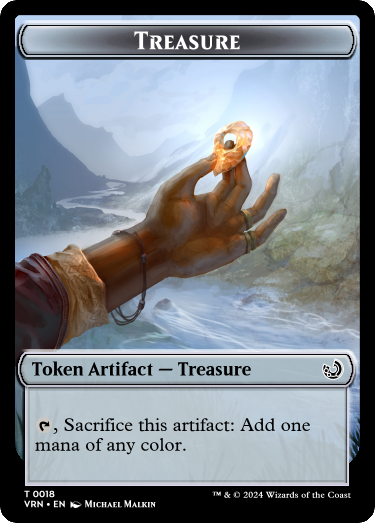 TREASURE
Token Artifact — Treasure
, Sacrifice this artifact: Add one
mana of any color.
T 0018
VRN • EN MICHAEL MALKIN
™ & © 2024 Wizards of the Coast